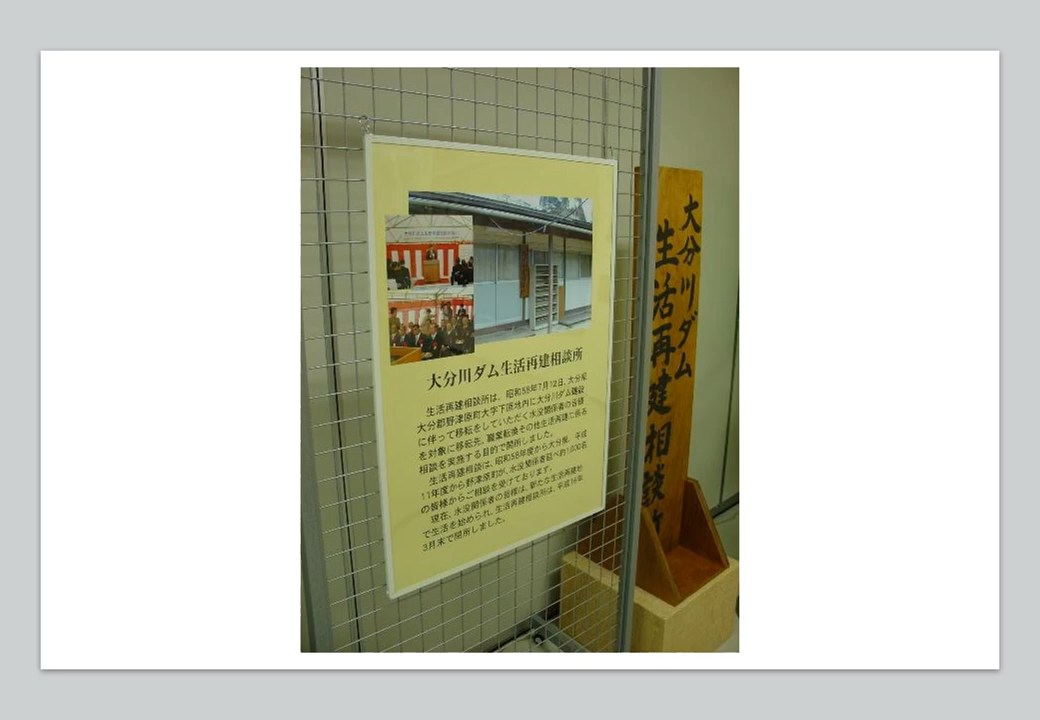 大分川ダム生活再建相談所
生活再建相談所は、昭和58年7月12日、大分県
大分郡野津原町大字下原地内に大分川ダム建設
に伴って移転をしていただく水没関係者の皆様
を対象に移転先、職業転換その他生活再建に係る
相談を実施する目的で開所しました。
生活再建相談は、昭和58年度から大分県、平成
11年度から野津原町が、水没関係者延べ約1,030名
の皆様からご相談を受けております。
現在、水没関係者の皆様は、新たな生活再建地
で生活を始められ、生活再建相談所は、平成16年
3月末で閉所しました。
大分川ダム
生活再建相談所